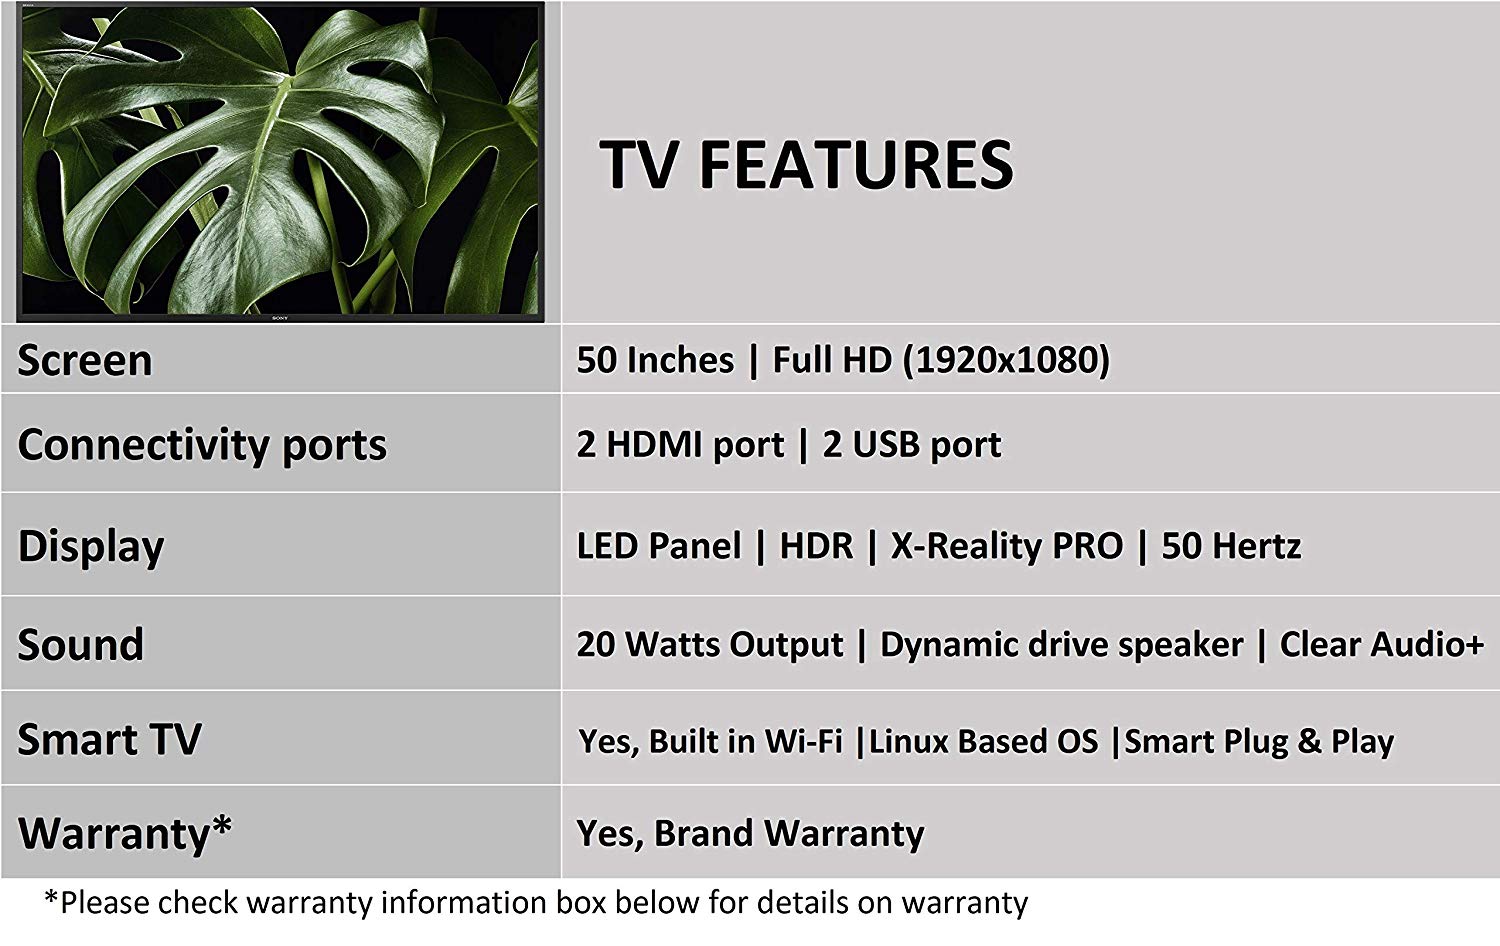 SONY
TV FEATURES
Screen
50 Inches | Full HD (1920x1080)
Connectivity ports
2 HDMI port | 2 USB port
Display
LED Panel | HDR | X-Reality PRO | 50 Hertz
Sound
20 Watts Output | Dynamic drive speaker | Clear Audio+
Smart TV
Yes, Built in Wi-Fi |Linux Based OS |Smart Plug & Play
Warranty*
Yes, Brand Warranty
*Please check warranty information box below for details on warranty